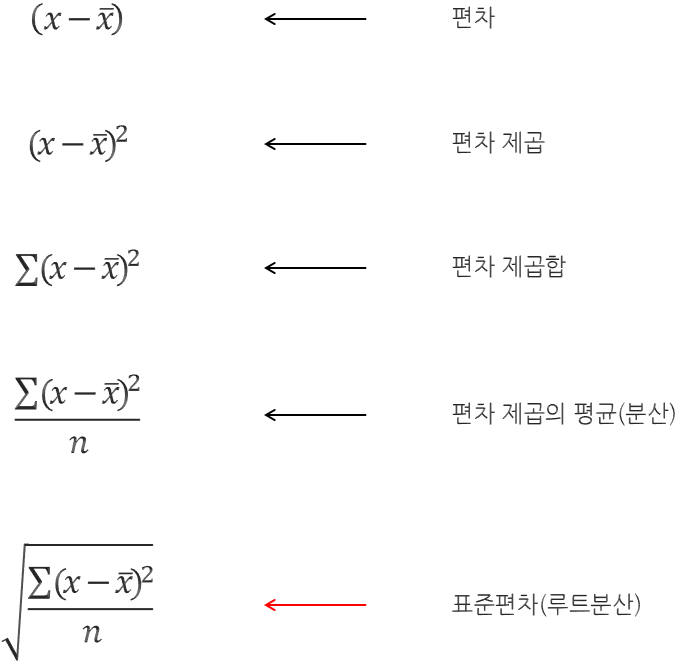 (x − x̄) 편차
(x − x̄)² 편차 제곱
∑(x − x̄)² 편차 제곱합
∑(x − x̄)²
n
편차 제곱의 평균(분산)
√
∑(x − x̄)²
n
표준편차(루트분산)